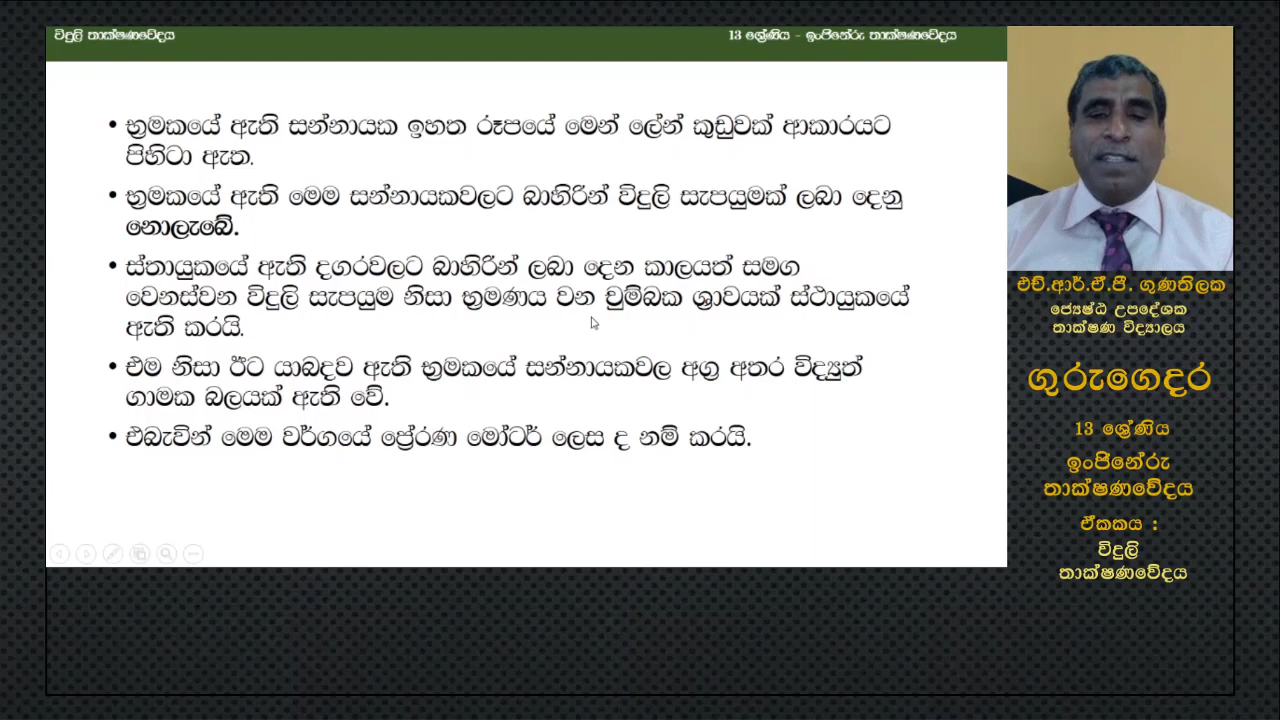 විදුලි තාක්ෂණවේදය
13 ශ්‍රේණිය - ඉංජිනේරු තාක්ෂණවේදය
• භ්‍රමකයේ ඇති සන්නායක ඉහත රූපයේ මෙන් ලේන් කුඩුවක් ආකාරයට
පිහිටා ඇත.
• භ්‍රමකයේ ඇති මෙම සන්නායකවලට බාහිරින් විදුලි සැපයුමක් ලබා දෙනු
නොලැබේ.
• ස්තායුකයේ ඇති දගරවලට බාහිරින් ලබා දෙන කාලයත් සමග
වෙනස්වන විදුලි සැපයුම නිසා භ්‍රමණය වන චුම්බක ශ්‍රාවයක් ස්ථායුකයේ
ඇති කරයි.
• එම නිසා ඊට යාබදව ඇති භ්‍රමකයේ සන්නායකවල අග්‍ර අතර විද්‍යුත්
ගාමක බලයක් ඇති වේ.
• එබැවින් මෙම වර්ගයේ ප්‍රේරණ මෝටර් ලෙස ද නම් කරයි.
එච්.ආර්.ඒ.පී. ගුණතිලක
ජ්‍යෙෂ්ඨ උපදේශක
තාක්ෂණ විද්‍යාලය
ගුරුගෙදර
13 ශ්‍රේණිය
ඉංජිනේරු
තාක්ෂණවේදය
ඒකකය :
විදුලි
තාක්ෂණවේදය